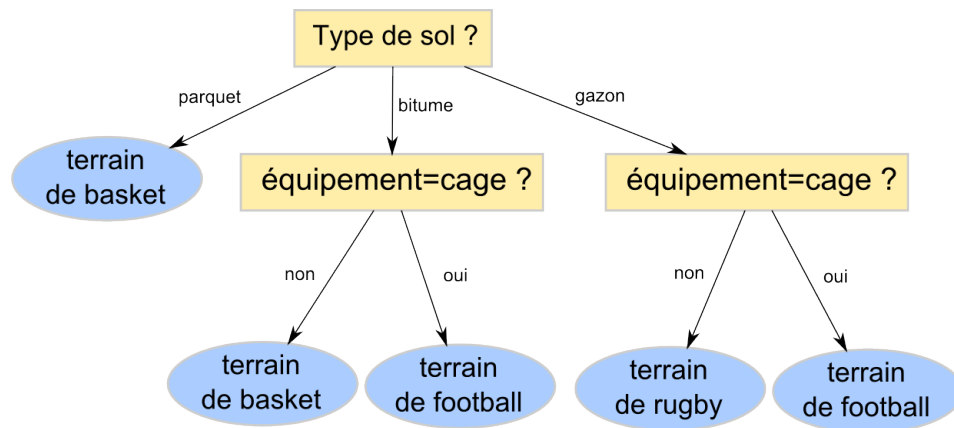 Type de sol ?
parquet
bitume
gazon
terrain
de basket
équipement=cage ?
équipement=cage ?
non
oui
non
oui
terrain
de basket
terrain
de football
terrain
de rugby
terrain
de football